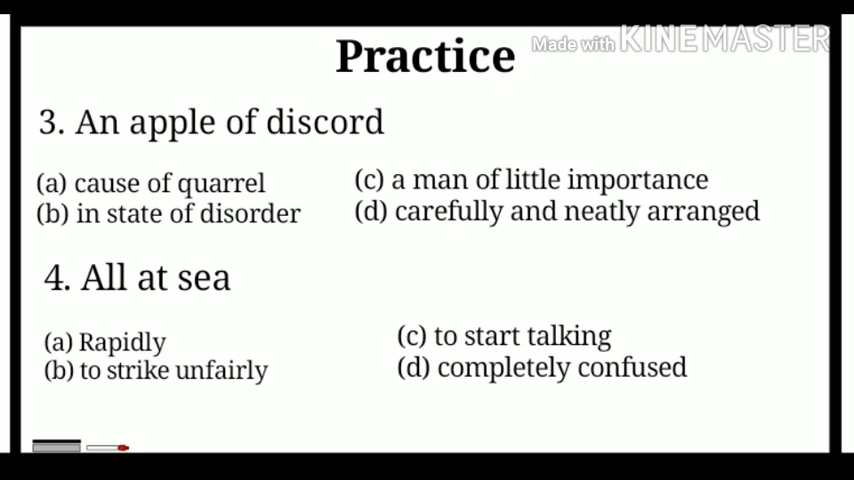 Practice
Made with KINEMASTER
3. An apple of discord
(a) cause of quarrel
(b) in state of disorder
(c) a man of little importance
(d) carefully and neatly arranged
4. All at sea
(a) Rapidly
(b) to strike unfairly
(c) to start talking
(d) completely confused